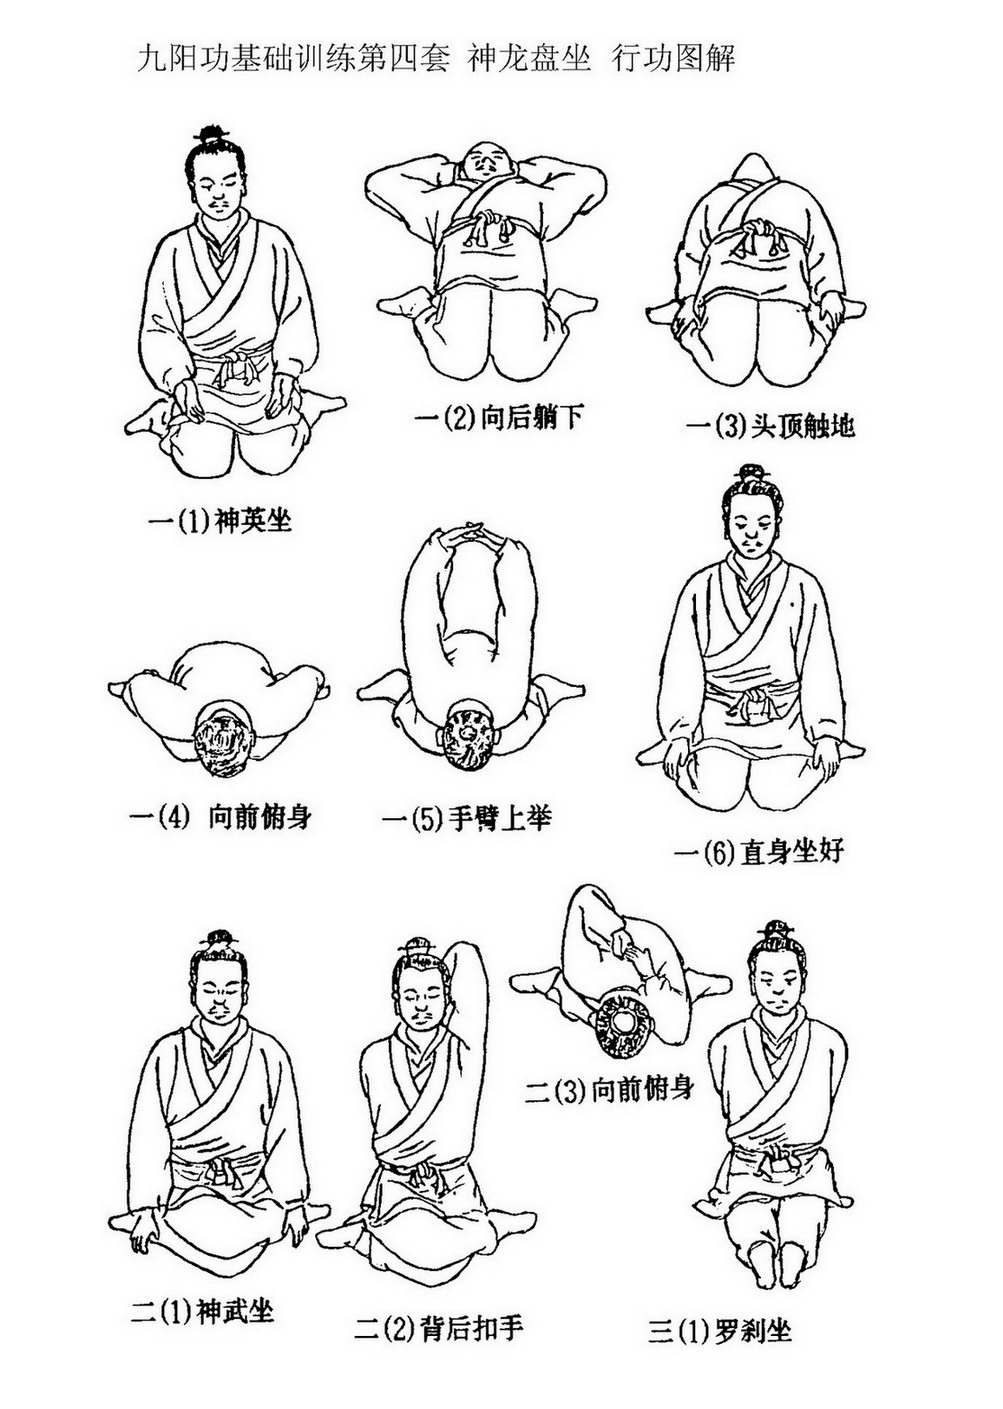 九阳功基础训练第四套 神龙盘坐 行功图解
一(1)神英坐
一(2)向后躺下
一(3)头顶触地
一(4) 向前俯身
一(5)手臂上举
一(6)直身坐好
二(1)神武坐
二(2)背后扣手
二(3)向前俯身
三(1)罗刹坐